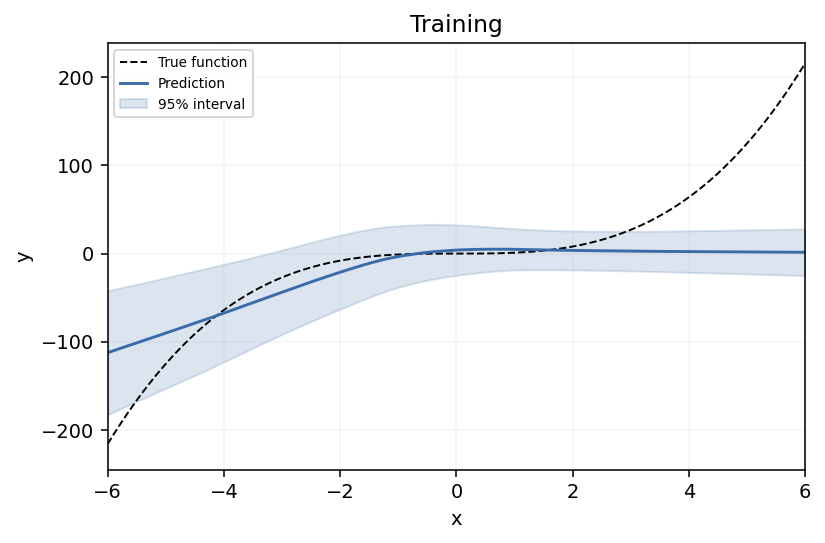 Training
True function
Prediction
95% interval
200
100
0
−100
−200
y
−6
−4
−2
0
2
4
6
x